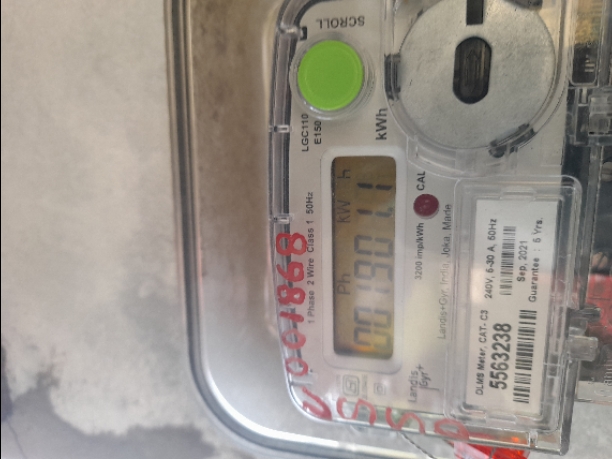 SCROLL
LGC110
E150
kWh
1 Phase 2 Wire Class 1 50Hz
Ph kW h
001901.1
CAL
3200 imp/kWh
Landis
Gyr+
Landis+Gyr, India, Joka, Made
DLMS Meter, CAT- C3 240V, 5-30 A, 50Hz
5563238
Sep, 2021
Guarantee : 5 Yrs.